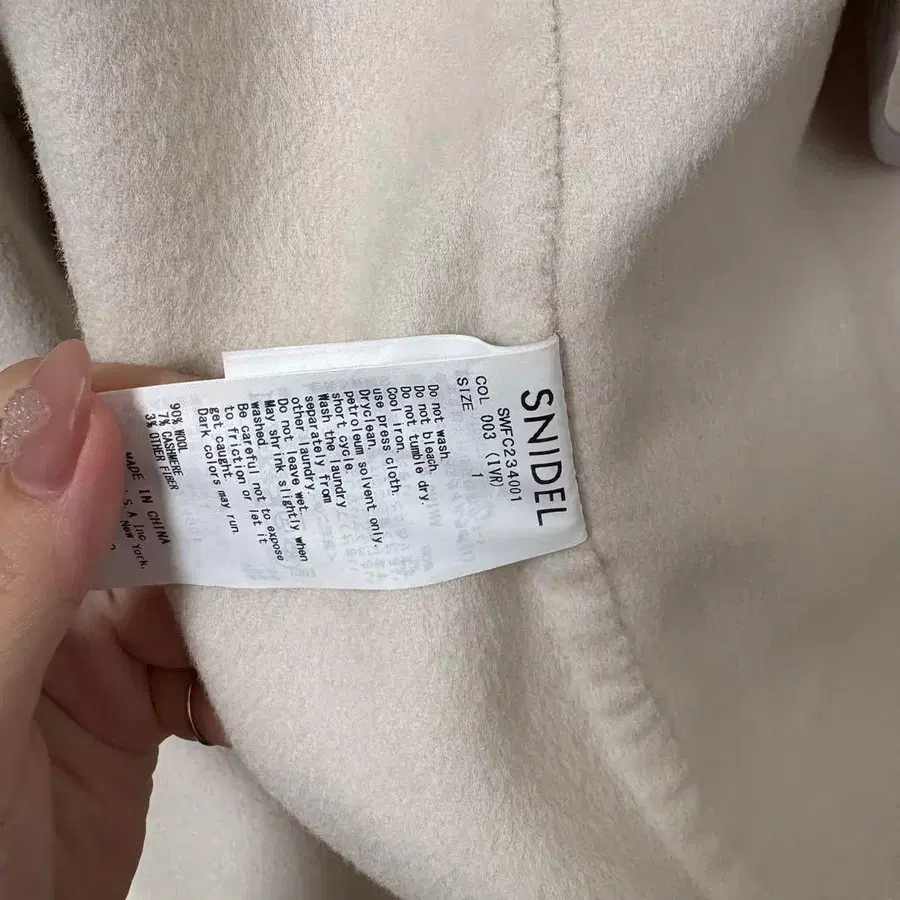 SNIDEL
SWFC234001
COL 003 (IVR)
SIZE 1
Do not wash.
Do not bleach.
Do not tumble dry.
Cool iron.
use press cloth.
Dryclean.
petroleum solvent only.
short cycle.
Wash the laundry
separately from
other laundry.
Do not leave wet.
May shrink slightly when
washed.
Be careful not to expose
to friction or let it
get caught.
Dark colors may run.
90% WOOL
7% CASHMERE
3% OTHER FIBER
MADE IN CHINA
S.A Inc.
New York.